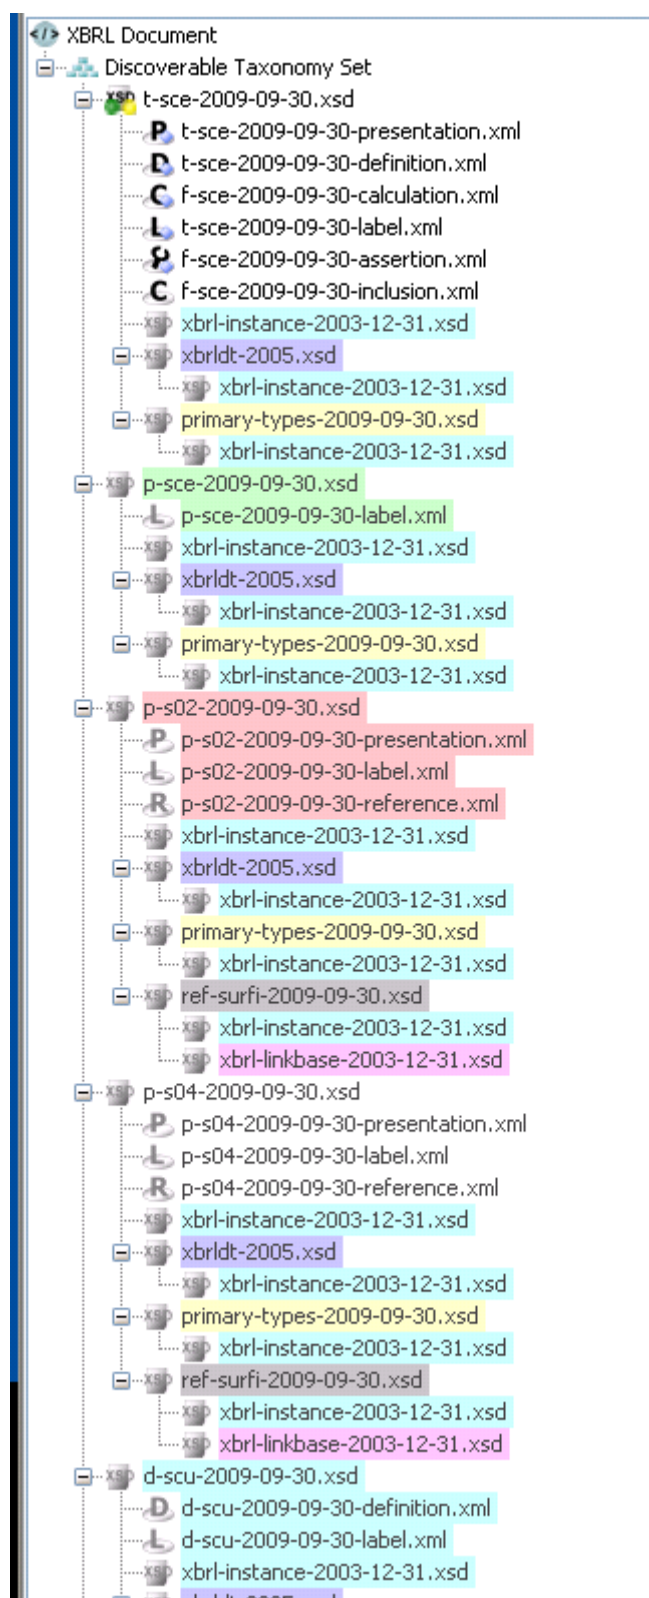 XBRL Document
Discoverable Taxonomy Set
t-sce-2009-09-30.xsd
t-sce-2009-09-30-presentation.xml
t-sce-2009-09-30-definition.xml
f-sce-2009-09-30-calculation.xml
t-sce-2009-09-30-label.xml
f-sce-2009-09-30-assertion.xml
f-sce-2009-09-30-inclusion.xml
xbrl-instance-2003-12-31.xsd
xbrldt-2005.xsd
xbrl-instance-2003-12-31.xsd
primary-types-2009-09-30.xsd
xbrl-instance-2003-12-31.xsd
p-sce-2009-09-30.xsd
p-sce-2009-09-30-label.xml
xbrl-instance-2003-12-31.xsd
xbrldt-2005.xsd
xbrl-instance-2003-12-31.xsd
primary-types-2009-09-30.xsd
xbrl-instance-2003-12-31.xsd
p-s02-2009-09-30.xsd
p-s02-2009-09-30-presentation.xml
p-s02-2009-09-30-label.xml
p-s02-2009-09-30-reference.xml
xbrl-instance-2003-12-31.xsd
xbrldt-2005.xsd
xbrl-instance-2003-12-31.xsd
primary-types-2009-09-30.xsd
xbrl-instance-2003-12-31.xsd
ref-surfi-2009-09-30.xsd
xbrl-instance-2003-12-31.xsd
xbrl-linkbase-2003-12-31.xsd
p-s04-2009-09-30.xsd
p-s04-2009-09-30-presentation.xml
p-s04-2009-09-30-label.xml
p-s04-2009-09-30-reference.xml
xbrl-instance-2003-12-31.xsd
xbrldt-2005.xsd
xbrl-instance-2003-12-31.xsd
primary-types-2009-09-30.xsd
xbrl-instance-2003-12-31.xsd
ref-surfi-2009-09-30.xsd
xbrl-instance-2003-12-31.xsd
xbrl-linkbase-2003-12-31.xsd
d-scu-2009-09-30.xsd
d-scu-2009-09-30-definition.xml
d-scu-2009-09-30-label.xml
xbrl-instance-2003-12-31.xsd